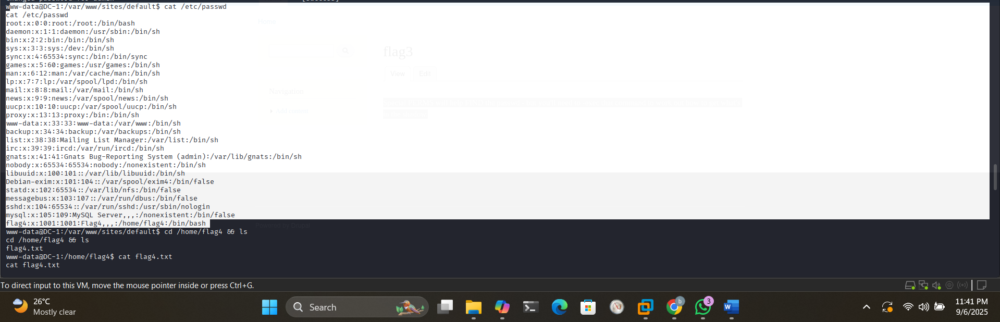 www-data@DC-1:/var/www/sites/default$ cat /etc/passwd
cat /etc/passwd
root:x:0:0:root:/root:/bin/bash
daemon:x:1:1:daemon:/usr/sbin:/bin/sh
bin:x:2:2:bin:/bin:/bin/sh
sys:x:3:3:sys:/dev:/bin/sh
sync:x:4:65534:sync:/bin:/bin/sync
games:x:5:60:games:/usr/games:/bin/sh
man:x:6:12:man:/var/cache/man:/bin/sh
lp:x:7:7:lp:/var/spool/lpd:/bin/sh
mail:x:8:8:mail:/var/mail:/bin/sh
news:x:9:9:news:/var/spool/news:/bin/sh
uucp:x:10:10:uucp:/var/spool/uucp:/bin/sh
proxy:x:13:13:proxy:/bin:/bin/sh
www-data:x:33:33:www-data:/var/www:/bin/sh
backup:x:34:34:backup:/var/backups:/bin/sh
list:x:38:38:Mailing List Manager:/var/list:/bin/sh
irc:x:39:39:ircd:/var/run/ircd:/bin/sh
gnats:x:41:41:Gnats Bug-Reporting System (admin):/var/lib/gnats:/bin/sh
nobody:x:65534:65534:nobody:/nonexistent:/bin/sh
libuuid:x:100:101::/var/lib/libuuid:/bin/sh
Debian-exim:x:101:104::/var/spool/exim4:/bin/false
statd:x:102:65534::/var/lib/nfs:/bin/false
messagebus:x:103:107::/var/run/dbus:/bin/false
sshd:x:104:65534::/var/run/sshd:/usr/sbin/nologin
mysql:x:105:109:MySQL Server,,,:/nonexistent:/bin/false
flag4:x:1001:1001:Flag4,,,:/home/flag4:/bin/bash
www-data@DC-1:/var/www/sites/default$ cd /home/flag4 && ls
cd /home/flag4 && ls
flag4.txt
www-data@DC-1:/home/flag4$ cat flag4.txt
cat flag4.txt
Home
flag3
View Edit
Navigation
Add content
Powered by Drupal
To direct input to this VM, move the mouse pointer inside or press Ctrl+G.
26°C
Mostly clear
Search
b
3
11:41 PM
9/6/2025